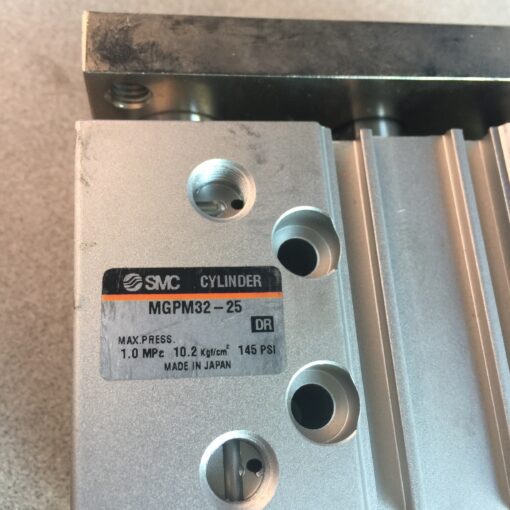 SMC CYLINDER
MGPM32-25
DR
MAX.PRESS.
1.0 MPa 10.2 Kgf/cm² 145 PSI
MADE IN JAPAN